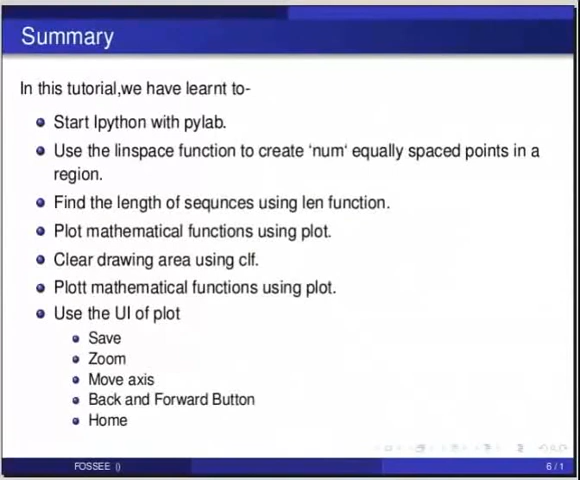 Summary
In this tutorial,we have learnt to-
Start Ipython with pylab.
Use the linspace function to create ‘num‘ equally spaced points in a
region.
Find the length of sequnces using len function.
Plot mathematical functions using plot.
Clear drawing area using clf.
Plott mathematical functions using plot.
Use the UI of plot
Save
Zoom
Move axis
Back and Forward Button
Home
FOSSEE ()
6 / 1